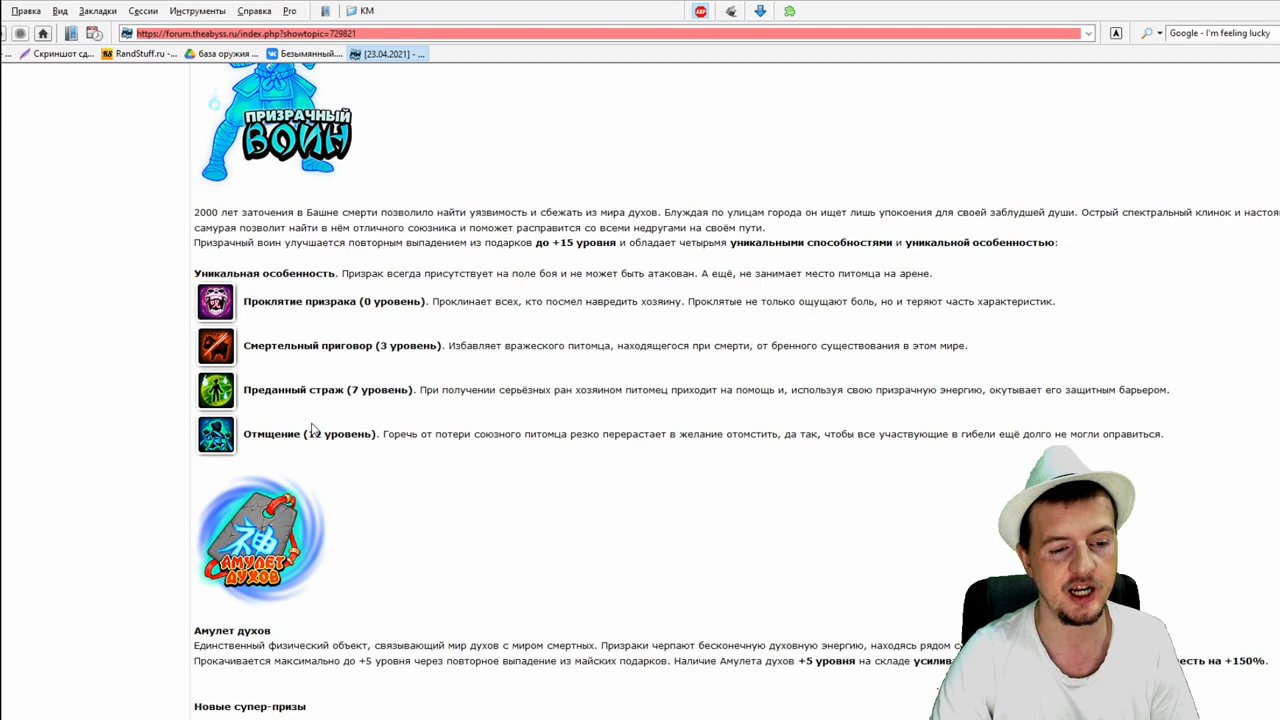 Правка Вид Закладки Сессии Инструменты Справка Pro КМ ABP
https://forum.theabyss.ru/index.php?showtopic=729821 Google - I'm feeling lucky
... Скриншот сд... RandStuff.ru -... база оружия ... Безымянный... [23.04.2021] - ...
ПРИЗРАЧНЫЙ
ВОИН
2000 лет заточения в Башне смерти позволило найти уязвимость и сбежать из мира духов. Блуждая по улицам города он ищет лишь упокоения для своей заблудшей души. Острый спектральный клинок и настоя
самурая позволит найти в нём отличного союзника и поможет расправится со всеми недругами на своём пути.
Призрачный воин улучшается повторным выпадением из подарков до +15 уровня и обладает четырьмя уникальными способностями и уникальной особенностью:
Уникальная особенность. Призрак всегда присутствует на поле боя и не может быть атакован. А ещё, не занимает место питомца на арене.
Проклятие призрака (0 уровень). Проклинает всех, кто посмел навредить хозяину. Проклятые не только ощущают боль, но и теряют часть характеристик.
Смертельный приговор (3 уровень). Избавляет вражеского питомца, находящегося при смерти, от бренного существования в этом мире.
Преданный страж (7 уровень). При получении серьёзных ран хозяином питомец приходит на помощь и, используя свою призрачную энергию, окутывает его защитным барьером.
Отмщение (12 уровень). Горечь от потери союзного питомца резко перерастает в желание отомстить, да так, чтобы все участвующие в гибели ещё долго не могли оправиться.
神
АМУЛЕТ
ДУХОВ
Амулет духов
Единственный физический объект, связывающий мир духов с миром смертных. Призраки черпают бесконечную духовную энергию, находясь рядом с
Прокачивается максимально до +5 уровня через повторное выпадение из майских подарков. Наличие Амулета духов +5 уровня на складе усилив есть на +150%.
Новые супер-призы